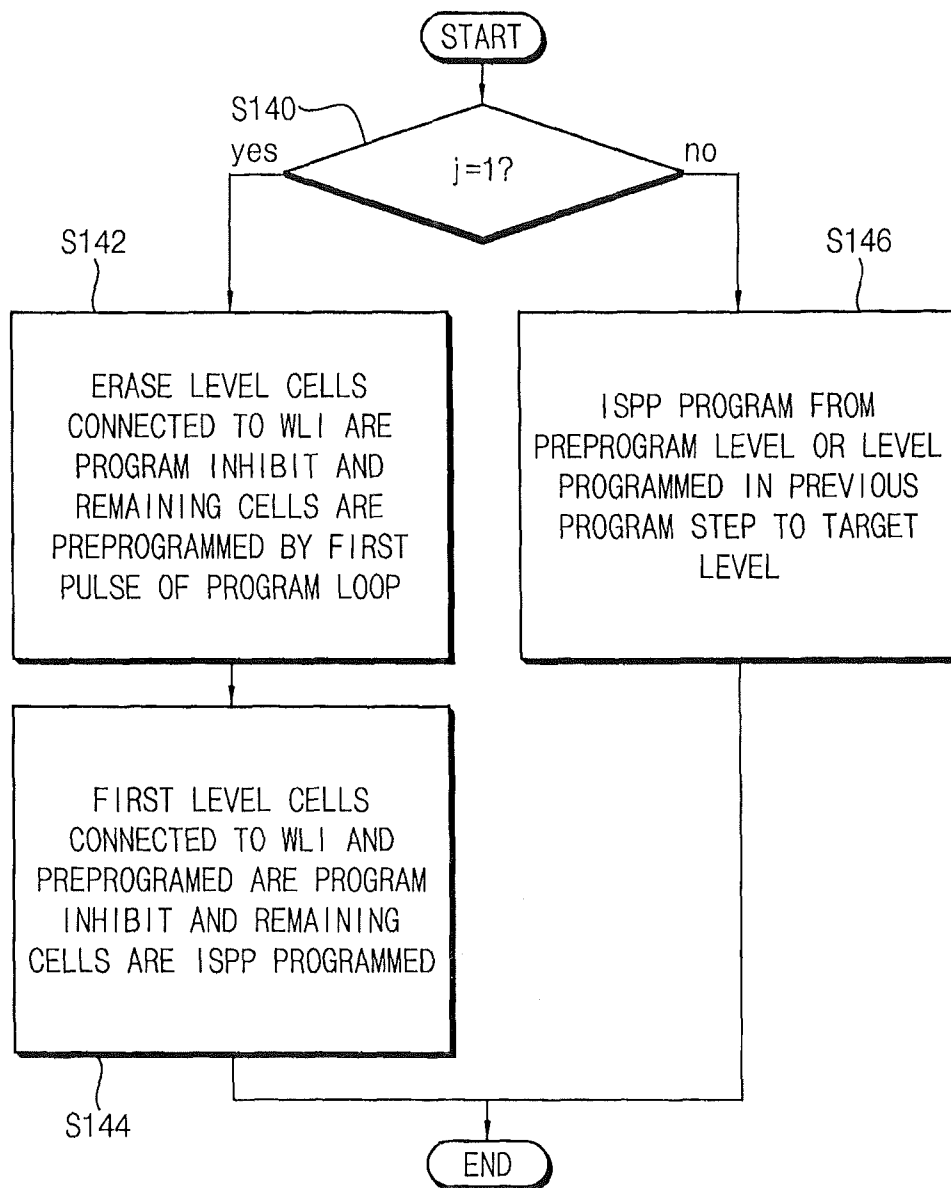 START
S140
yes
j=1?
no
S142
S146
ERASE LEVEL CELLS
CONNECTED TO WLI ARE
PROGRAM INHIBIT AND
REMAINING CELLS ARE
PREPROGRAMMED BY FIRST
PULSE OF PROGRAM LOOP
ISPP PROGRAM FROM
PREPROGRAM LEVEL OR LEVEL
PROGRAMMED IN PREVIOUS
PROGRAM STEP TO TARGET
LEVEL
FIRST LEVEL CELLS
CONNECTED TO WLI AND
PREPROGRAMED ARE PROGRAM
INHIBIT AND REMAINING
CELLS ARE ISPP PROGRAMMED
S144
END